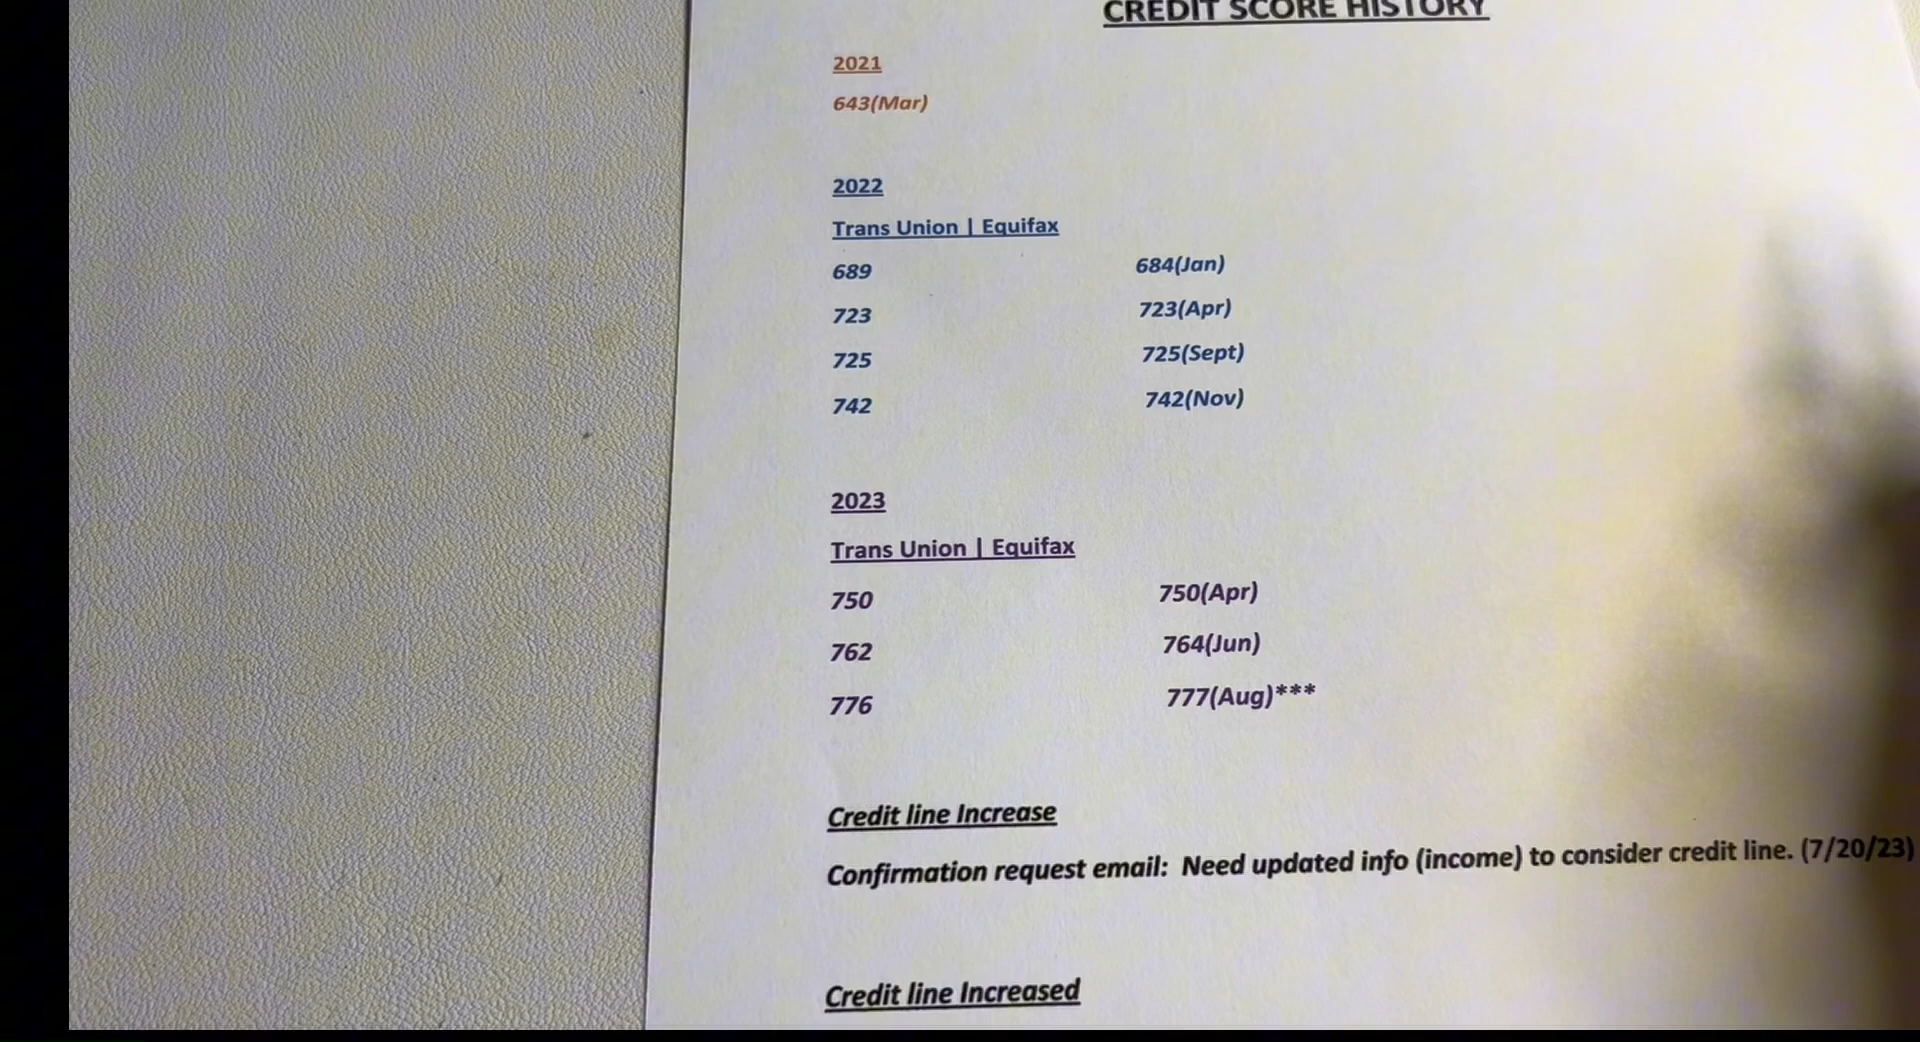 CREDIT SCORE HISTORY
2021
643(Mar)
2022
Trans Union | Equifax
689 684(Jan)
723 723(Apr)
725 725(Sept)
742 742(Nov)
2023
Trans Union | Equifax
750 750(Apr)
762 764(Jun)
776 777(Aug)***
Credit line Increase
Confirmation request email: Need updated info (income) to consider credit line. (7/20/23)
Credit line Increased